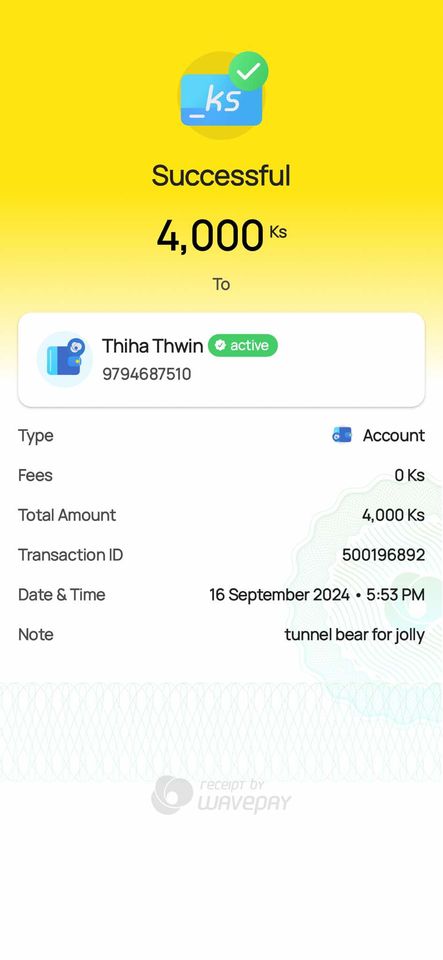 ks
Successful
4,000 Ks
To
Thiha Thwin active
9794687510
Type Account
Fees 0 Ks
Total Amount 4,000 Ks
Transaction ID 500196892
Date & Time 16 September 2024 • 5:53 PM
Note tunnel bear for jolly
receipt by
wavepay